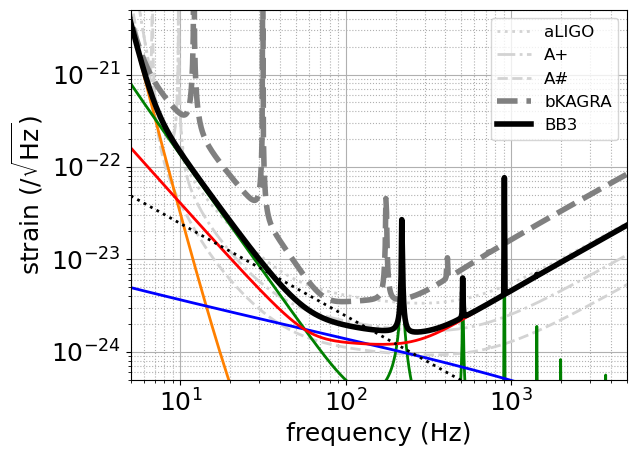 strain (/√Hz)
10⁻²¹
10⁻²²
10⁻²³
10⁻²⁴
aLIGO
A+
A#
bKAGRA
BB3
10¹
10²
10³
frequency (Hz)